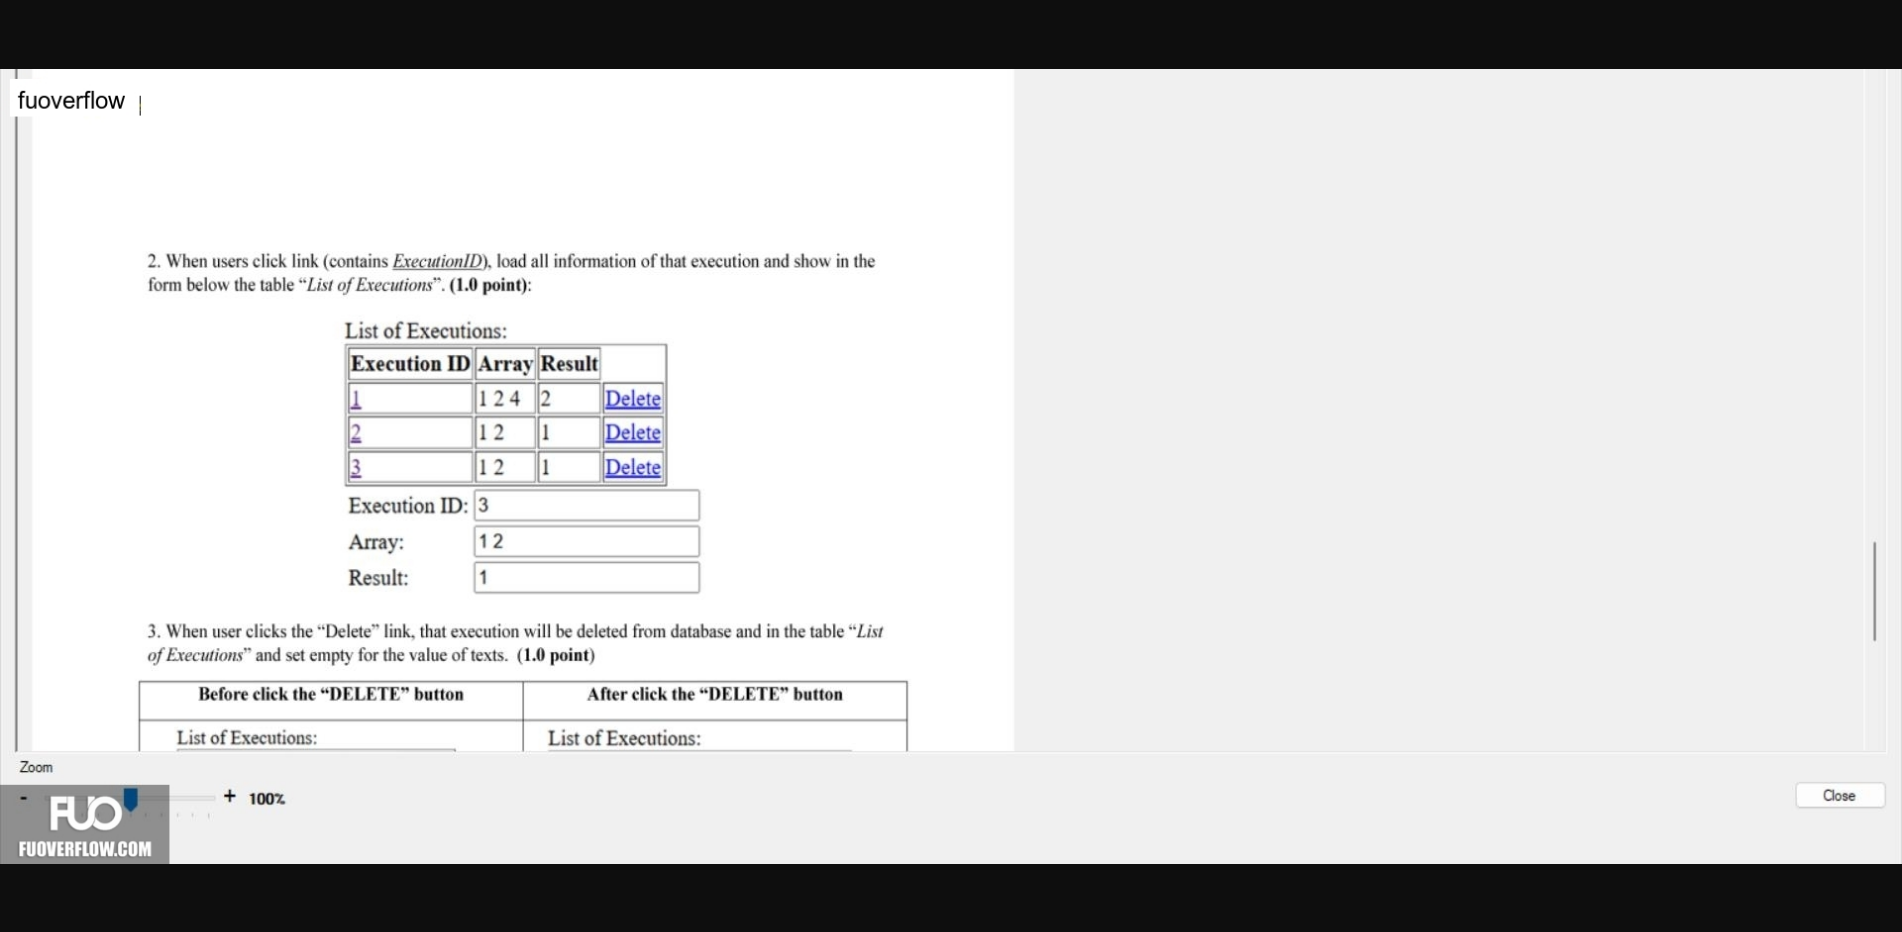 fuoverflow
2. When users click link (contains ExecutionID), load all information of that execution and show in the
form below the table “List of Executions”. (1.0 point):
List of Executions:
Execution ID Array Result
1 1 2 4 2 Delete
2 1 2 1 Delete
3 1 2 1 Delete
Execution ID: 3
Array: 1 2
Result: 1
3. When user clicks the “Delete” link, that execution will be deleted from database and in the table “List
of Executions” and set empty for the value of texts. (1.0 point)
Before click the “DELETE” button After click the “DELETE” button
List of Executions: List of Executions:
Zoom
- + 100%
Close
FUO
FUOVERFLOW.COM